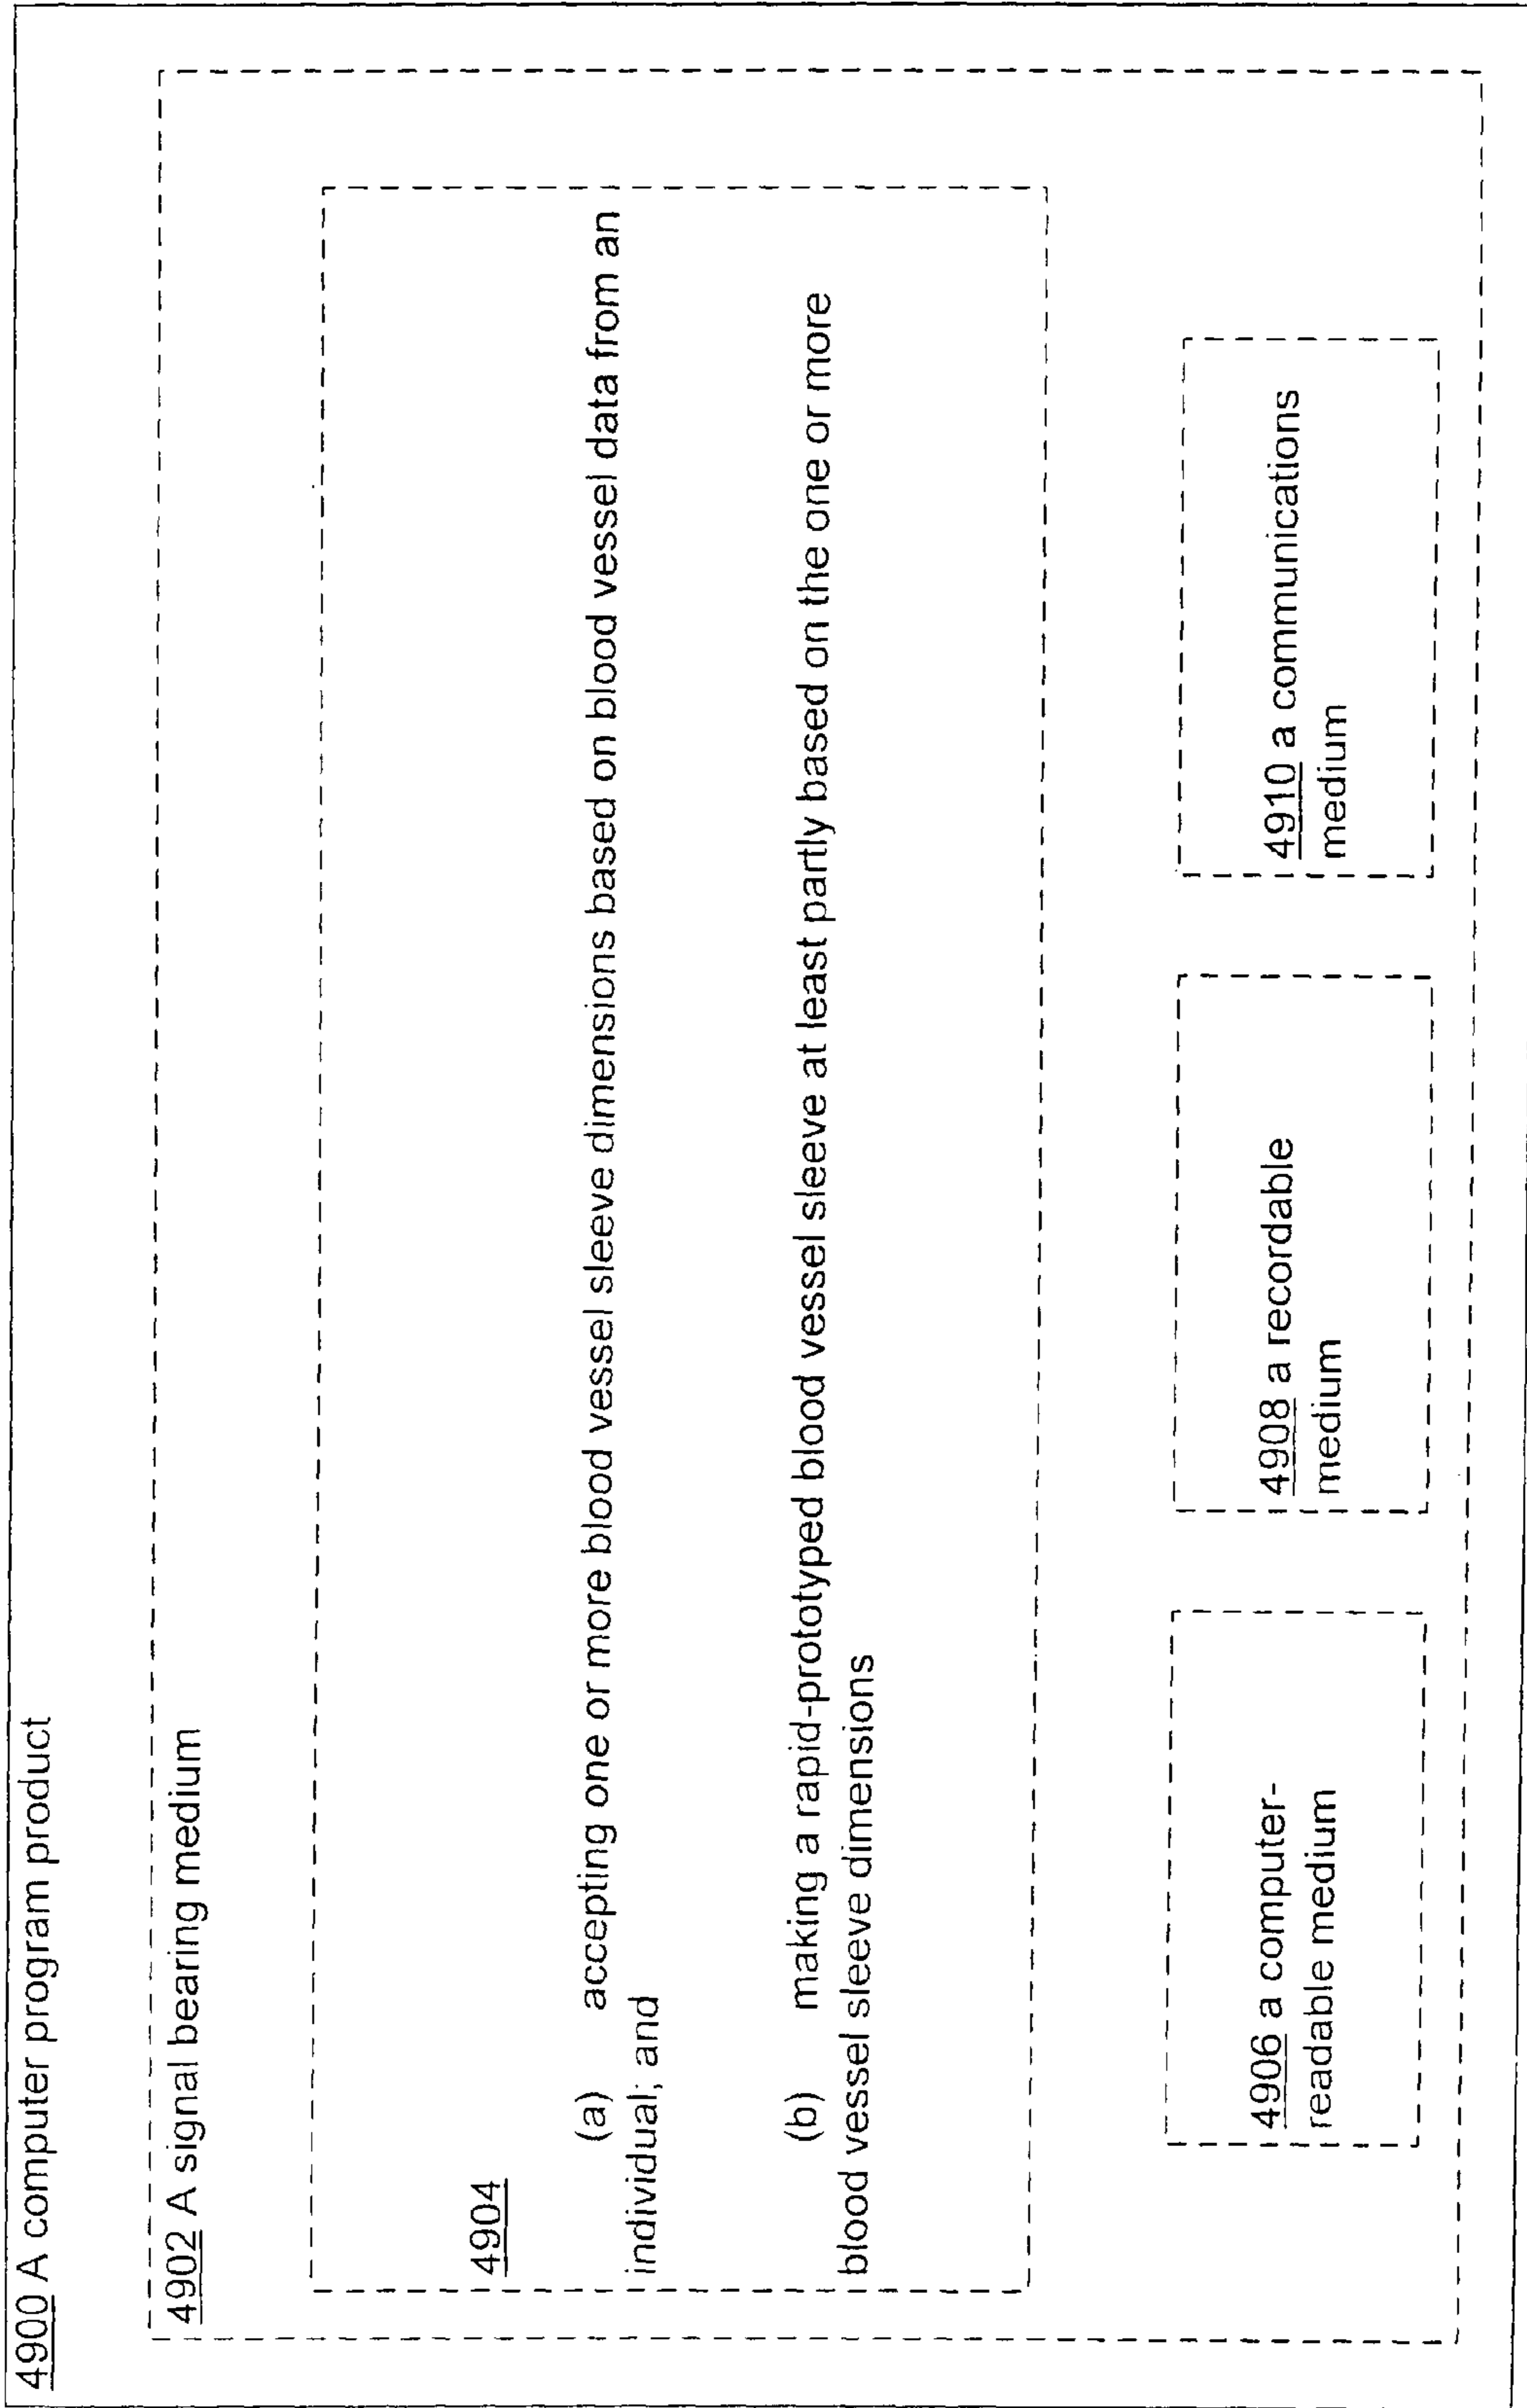 4900 A computer program product
4902 A signal bearing medium
4904
(a) accepting one or more blood vessel sleeve dimensions based on blood vessel data from an
individual; and
(b) making a rapid-prototyped blood vessel sleeve at least partly based on the one or more
blood vessel sleeve dimensions
4906 a computer-
readable medium
4908 a recordable
medium
4910 a communications
medium